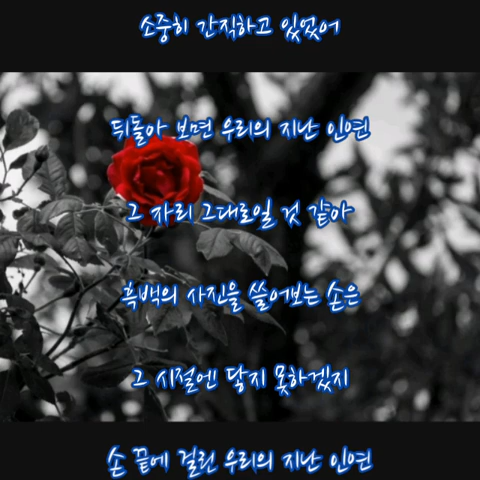 소중히 간직하고 있었어
뒤돌아 보면 우리의 지난 인연
그 자리 그대로일 것 같아
흑백의 사진을 쓸어보는 손은
그 시절엔 닿지 못하겠지
손 끝에 걸린 우리의 지난 인연